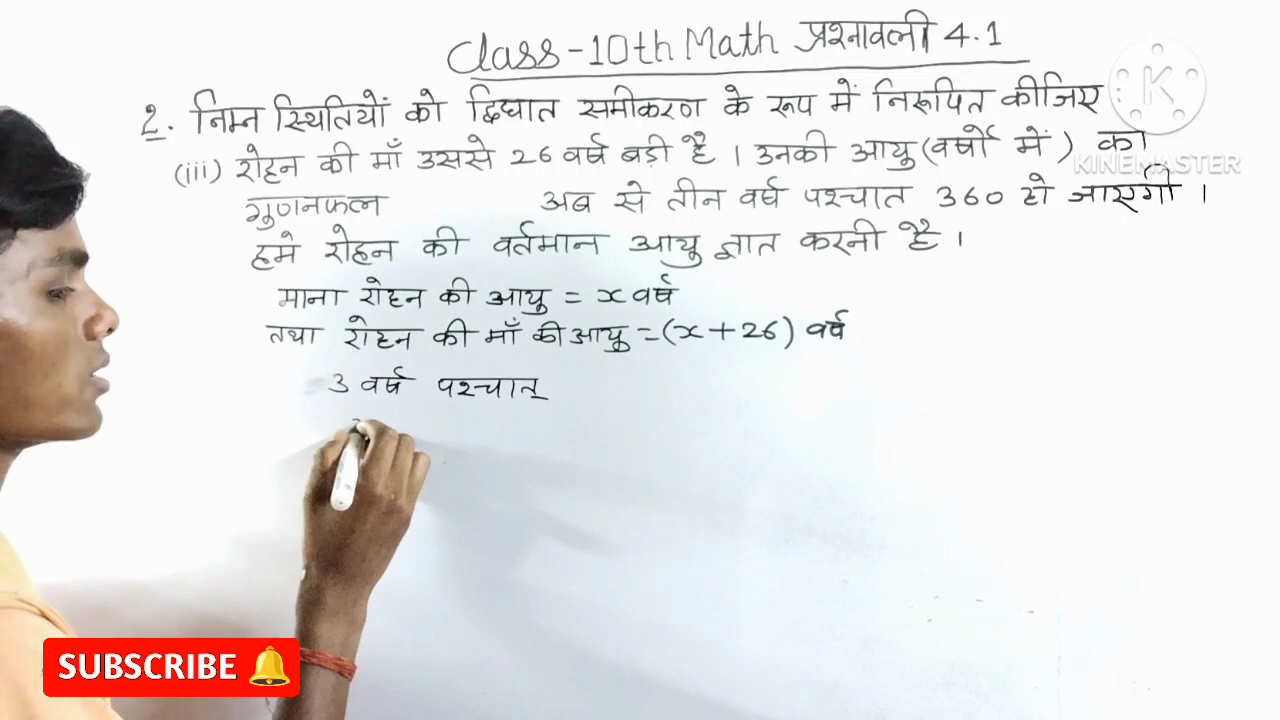 Class-10th Math प्रश्नावली 4.1
2. निम्न स्थितियों को द्विघात समीकरण के रूप में निरूपित कीजिए
(iii) रोहन की माँ उससे 26 वर्ष बड़ी है । उनकी आयु (वर्षों में) का
गुणनफल अब से तीन वर्ष पश्चात 360 हो जाएगी ।
हमे रोहन की वर्तमान आयु ज्ञात करनी है ।
माना रोहन की आयु = x वर्ष
तथा रोहन की माँ की आयु = (x + 26) वर्ष
3 वर्ष पश्चात्
K
KINEMASTER
SUBSCRIBE